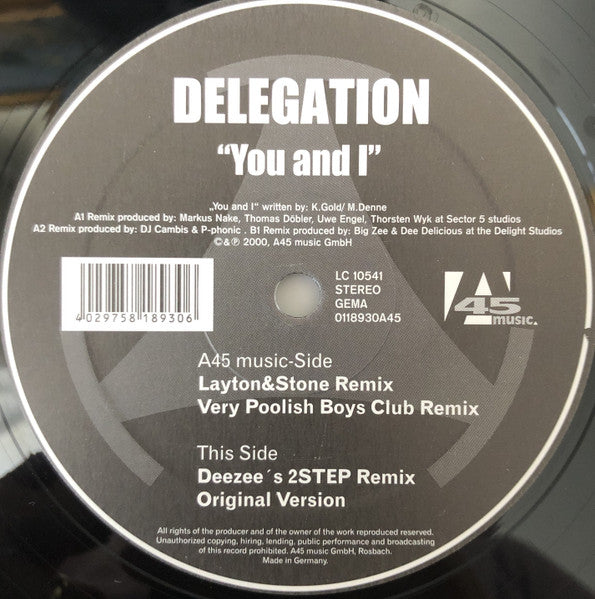 DELEGATION
“You and I”
„You and I“ written by: K.Gold/ M.Denne
A1 Remix produced by: Markus Nake, Thomas Döbler, Uwe Engel, Thorsten Wyk at Sector 5 studios
A2 Remix produced by: DJ Cambis & P-phonic . B1 Remix produced by: Big Zee & Dee Delicious at the Delight Studios
©&℗ 2000, A45 music GmbH
4 029758 189306
LC 10541
STEREO
GEMA
0118930A45
A45
MUSIC.
A45 music-Side
Layton&Stone Remix
Very Poolish Boys Club Remix
This Side
Deezee´s 2STEP Remix
Original Version
All rights of the producer and of the owner of the work reproduced reserved.
Unauthorized copying, hiring, lending, public performance and broadcasting
of this record prohibited. A45 music GmbH, Rosbach.
Made in Germany.